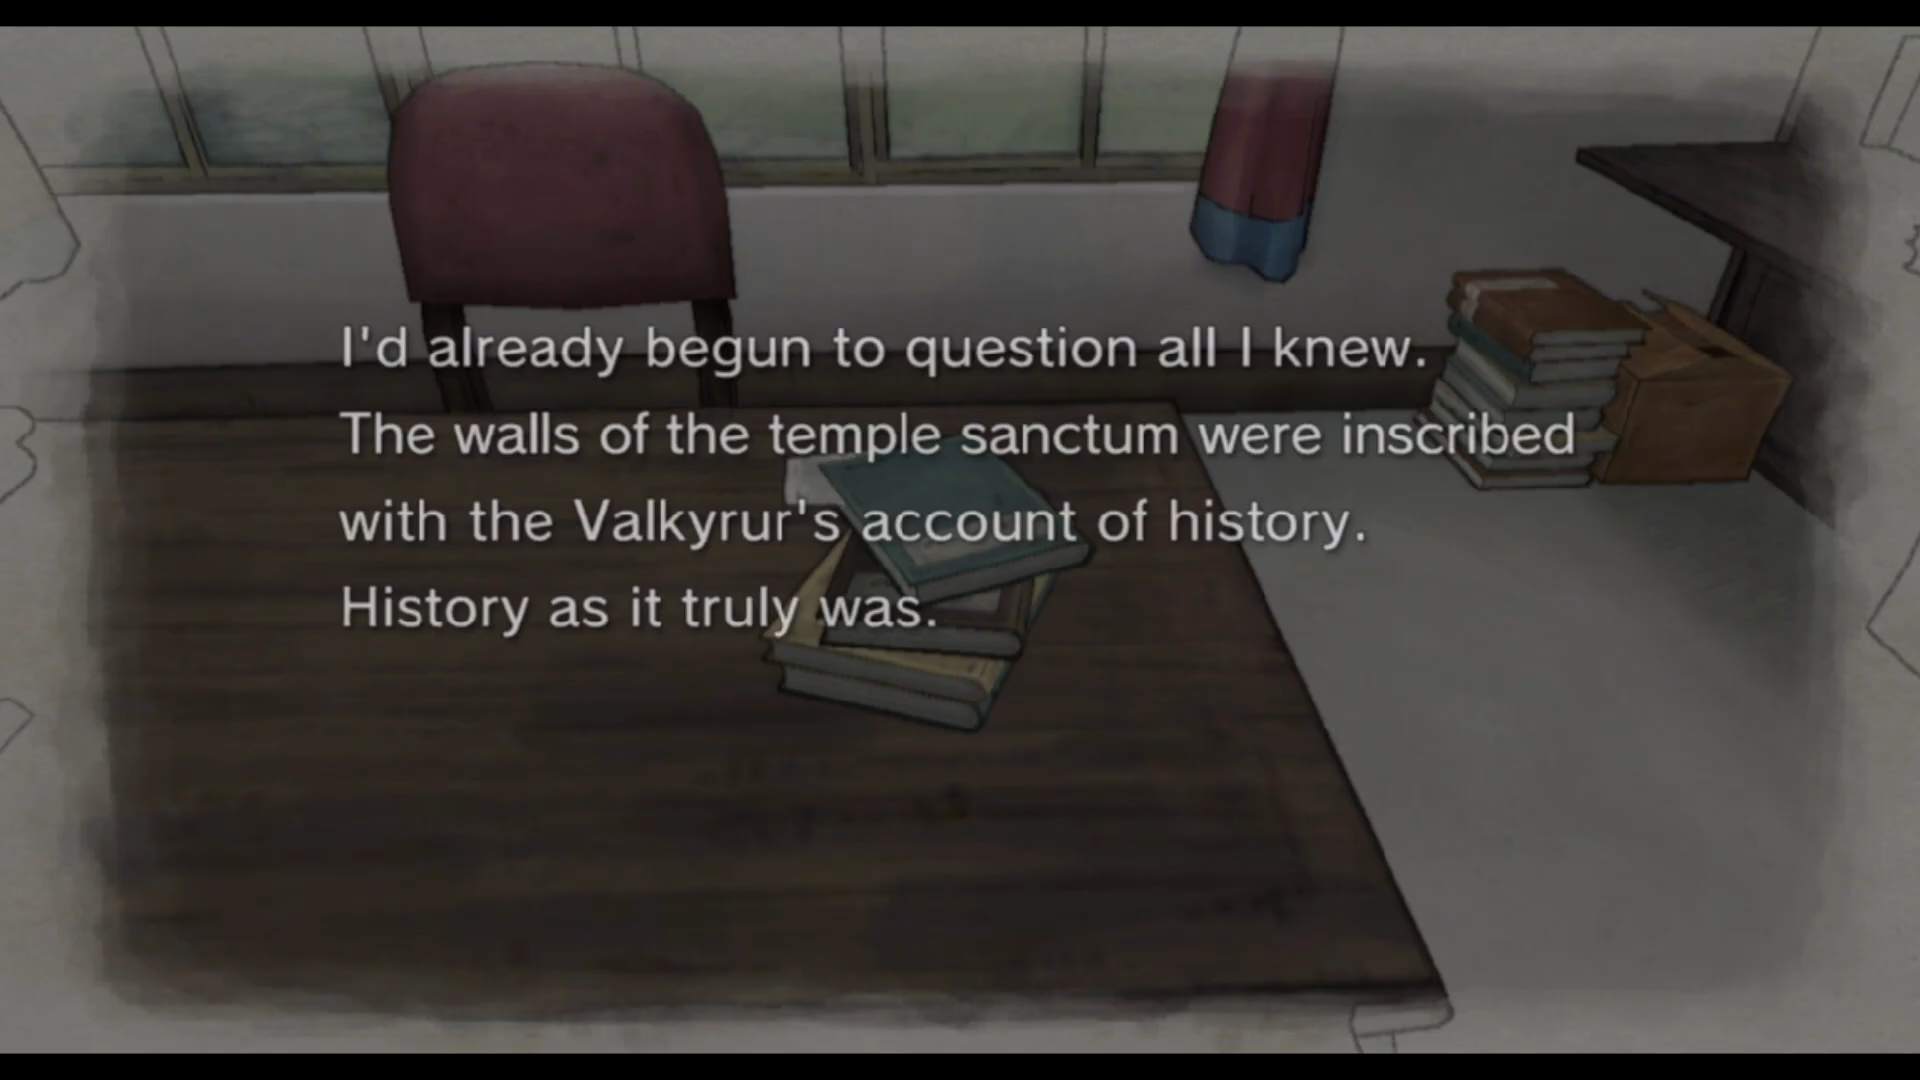 I'd already begun to question all I knew.
The walls of the temple sanctum were inscribed
with the Valkyrur's account of history.
History as it truly was.